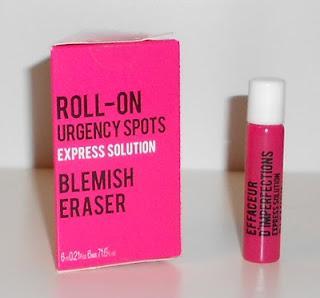 ROLL-ON
URGENCY SPOTS
EXPRESS SOLUTION
BLEMISH
ERASER
EFFACEUR
D'IMPERFECTIONS
EXPRESS SOLUTION